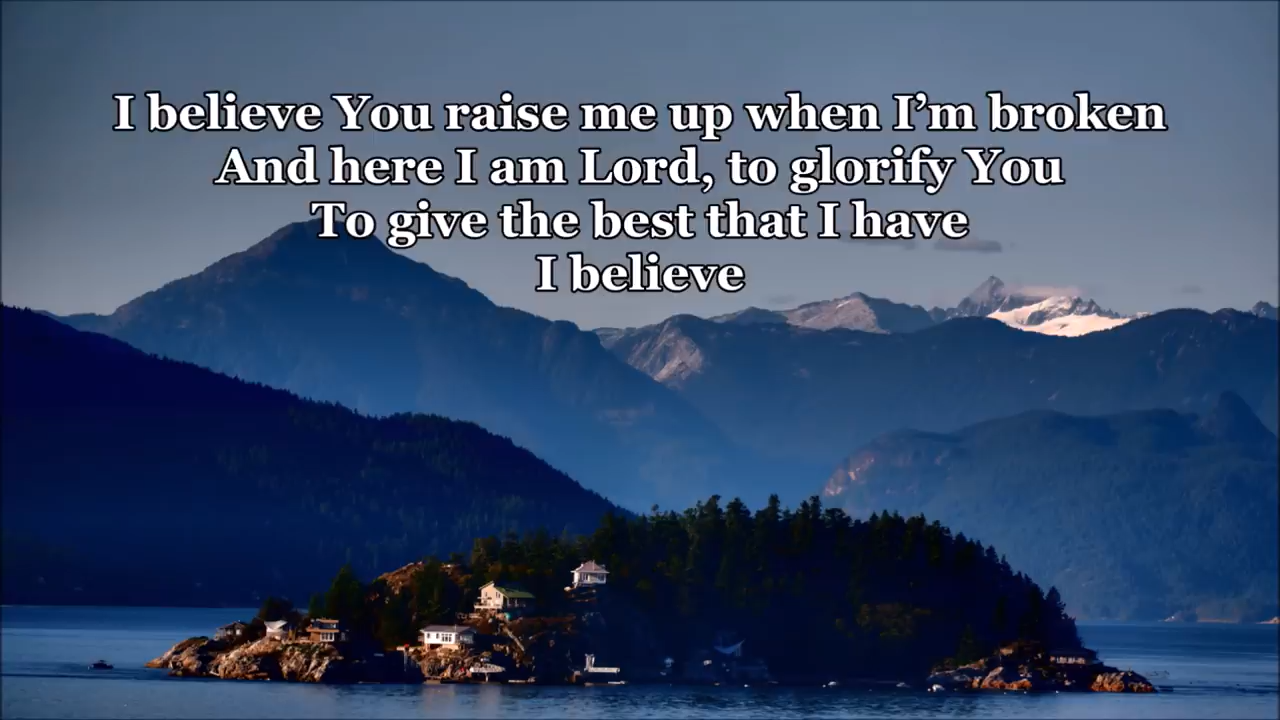 I believe You raise me up when I’m broken
And here I am Lord, to glorify You
To give the best that I have
I believe